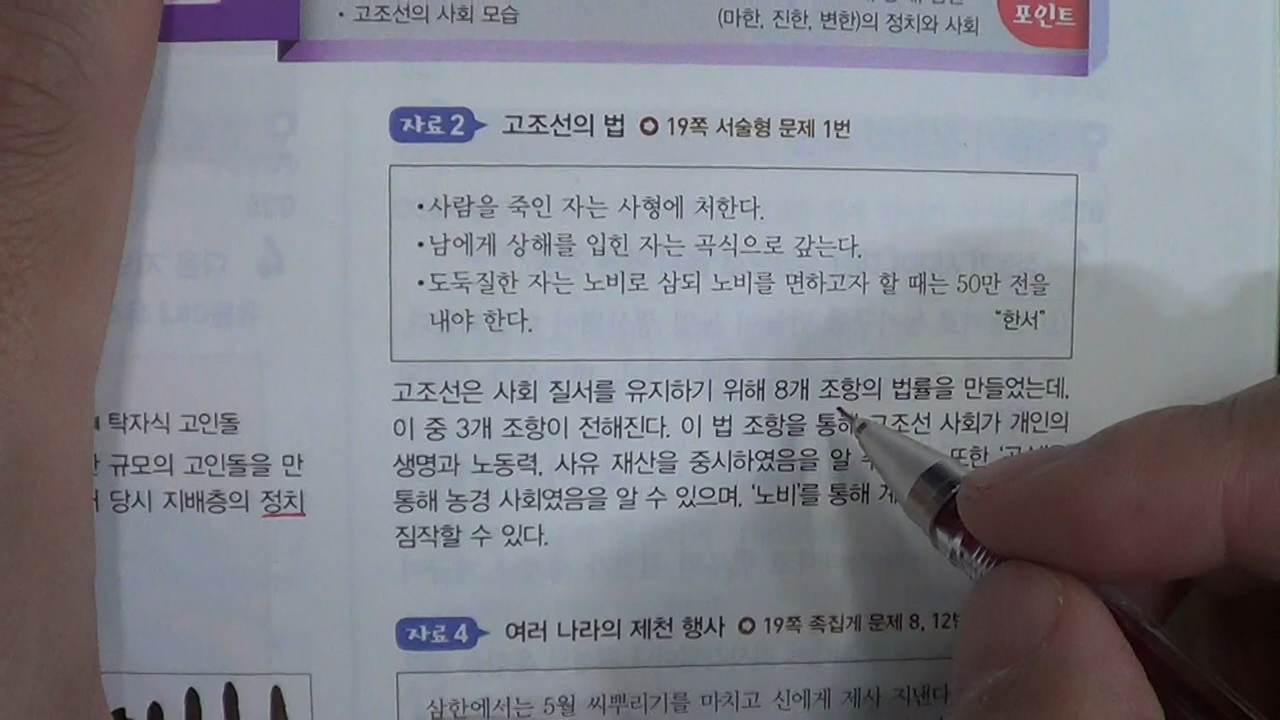 • 고조선의 사회 모습
(마한, 진한, 변한)의 정치와 사회
포인트
자료 2 고조선의 법 19쪽 서술형 문제 1번
• 사람을 죽인 자는 사형에 처한다.
• 남에게 상해를 입힌 자는 곡식으로 갚는다.
• 도둑질한 자는 노비로 삼되 노비를 면하고자 할 때는 50만 전을
내야 한다. “한서”
고조선은 사회 질서를 유지하기 위해 8개 조항의 법률을 만들었는데,
이 중 3개 조항이 전해진다. 이 법 조항을 통해 고조선 사회가 개인의
생명과 노동력, 사유 재산을 중시하였음을 알 또한
통해 농경 사회였음을 알 수 있으며, ‘노비’를 통해
짐작할 수 있다.
탁자식 고인돌
규모의 고인돌을 만
당시 지배층의 정치
자료 4 여러 나라의 제천 행사 19쪽 족집게 문제 8,
삼한에서는 5월 씨뿌리기를 마치고 신에게 제사 지낸다